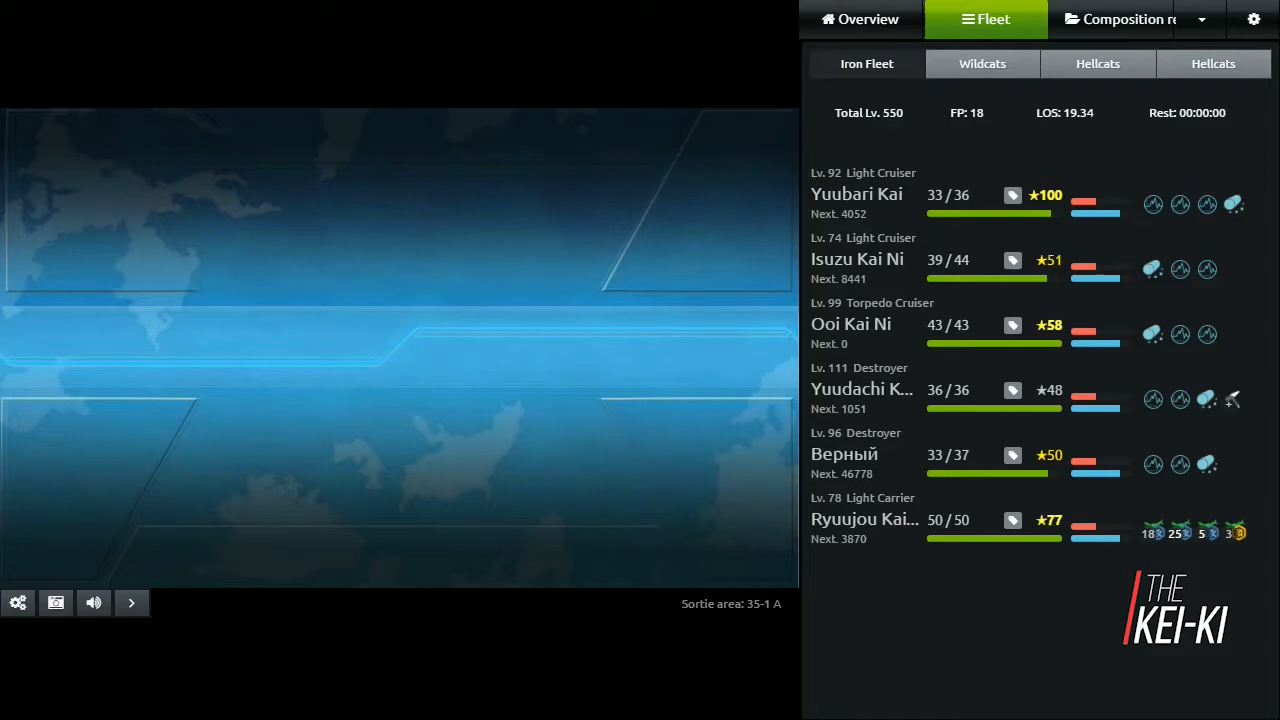 Overview
Fleet
Composition re
Iron Fleet
Wildcats
Hellcats
Hellcats
Total Lv. 550
FP: 18
LOS: 19.34
Rest: 00:00:00
Lv. 92 Light Cruiser
Yuubari Kai
33 / 36
★100
Next. 4052
Lv. 74 Light Cruiser
Isuzu Kai Ni
39 / 44
★51
Next. 8441
Lv. 99 Torpedo Cruiser
Ooi Kai Ni
43 / 43
★58
Next. 0
Lv. 111 Destroyer
Yuudachi K...
36 / 36
★48
Next. 1051
Lv. 96 Destroyer
Верный
33 / 37
★50
Next. 46778
Lv. 78 Light Carrier
Ryuujou Kai...
50 / 50
★77
18
25
5
3
Next. 3870
THE
KEI-KI
Sortie area: 35-1 A